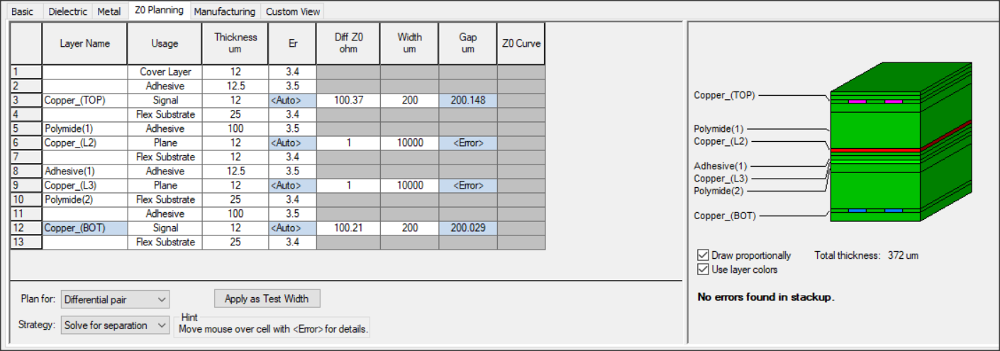 Basic Dielectric Metal Z0 Planning Manufacturing Custom View
Layer Name Usage Thickness um Er Diff Z0 ohm Width um Gap um Z0 Curve
1 Cover Layer 12 3.4
2 Adhesive 12.5 3.5
3 Copper_(TOP) Signal 12 <Auto> 100.37 200 200.148
4 Flex Substrate 25 3.4
5 Polymide(1) Adhesive 100 3.5
6 Copper_(L2) Plane 12 <Auto> 1 10000 <Error>
7 Flex Substrate 12 3.4
8 Adhesive(1) Adhesive 12.5 3.5
9 Copper_(L3) Plane 12 <Auto> 1 10000 <Error>
10 Polymide(2) Flex Substrate 25 3.4
11 Adhesive 100 3.5
12 Copper_(BOT) Signal 12 <Auto> 100.21 200 200.029
13 Flex Substrate 25 3.4
Plan for: Differential pair Apply as Test Width
Strategy: Solve for separation
Hint
Move mouse over cell with <Error> for details.
Copper_(TOP)
Polymide(1)
Copper_(L2)
Adhesive(1)
Copper_(L3)
Polymide(2)
Copper_(BOT)
Draw proportionally Total thickness: 372 um
Use layer colors
No errors found in stackup.